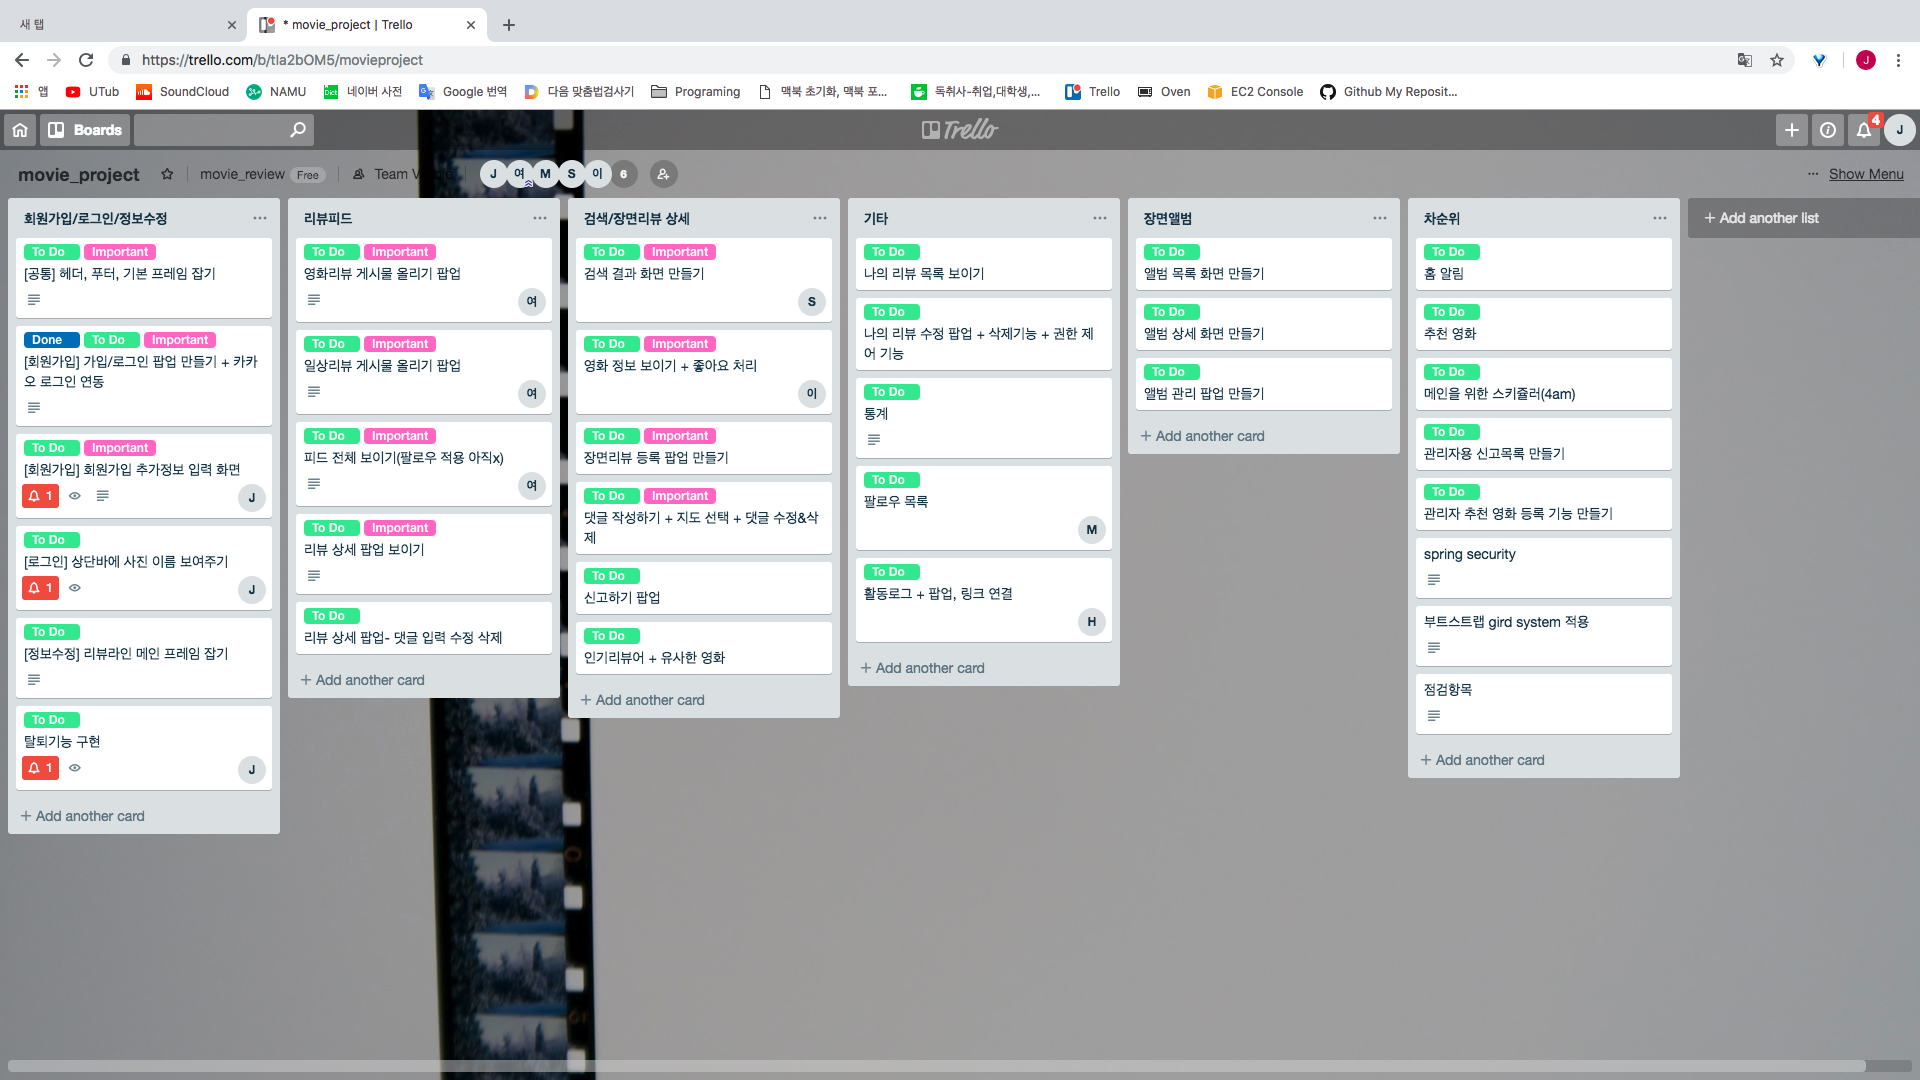 새 탭
* movie_project | Trello
https://trello.com/b/tla2bOM5/movieproject
J
앱
UTub
SoundCloud
NAMU
네이버 사전
Google 번역
다음 맞춤법검사기
Programing
맥북 초기화, 맥북 포...
독취사-취업,대학생,...
Trello
Oven
EC2 Console
Github My Reposit...
Boards
Trello
4
J
movie_project
movie_review Free
Team
J 여 M S 이 6
Show Menu
회원가입/로그인/정보수정
To Do Important
[공통] 헤더, 푸터, 기본 프레임 잡기
Done To Do Important
[회원가입] 가입/로그인 팝업 만들기 + 카카
오 로그인 연동
To Do Important
[회원가입] 회원가입 추가정보 입력 화면
1
J
To Do
[로그인] 상단바에 사진 이름 보여주기
1
J
To Do
[정보수정] 리뷰라인 메인 프레임 잡기
To Do
탈퇴기능 구현
1
J
+ Add another card
리뷰피드
To Do Important
영화리뷰 게시물 올리기 팝업
여
To Do Important
일상리뷰 게시물 올리기 팝업
여
To Do Important
피드 전체 보이기(팔로우 적용 아직x)
여
To Do Important
리뷰 상세 팝업 보이기
To Do
리뷰 상세 팝업- 댓글 입력 수정 삭제
+ Add another card
검색/장면리뷰 상세
To Do Important
검색 결과 화면 만들기
S
To Do Important
영화 정보 보이기 + 좋아요 처리
이
To Do Important
장면리뷰 등록 팝업 만들기
To Do Important
댓글 작성하기 + 지도 선택 + 댓글 수정&삭
제
To Do
신고하기 팝업
To Do
인기리뷰어 + 유사한 영화
+ Add another card
기타
To Do
나의 리뷰 목록 보이기
To Do
나의 리뷰 수정 팝업 + 삭제기능 + 권한 제
어 기능
To Do
통계
To Do
팔로우 목록
M
To Do
활동로그 + 팝업, 링크 연결
H
+ Add another card
장면앨범
To Do
앨범 목록 화면 만들기
To Do
앨범 상세 화면 만들기
To Do
앨범 관리 팝업 만들기
+ Add another card
차순위
To Do
홈 알림
To Do
추천 영화
To Do
메인을 위한 스키쥴러(4am)
To Do
관리자용 신고목록 만들기
To Do
관리자 추천 영화 등록 기능 만들기
spring security
부트스트랩 gird system 적용
점검항목
+ Add another card
+ Add another list